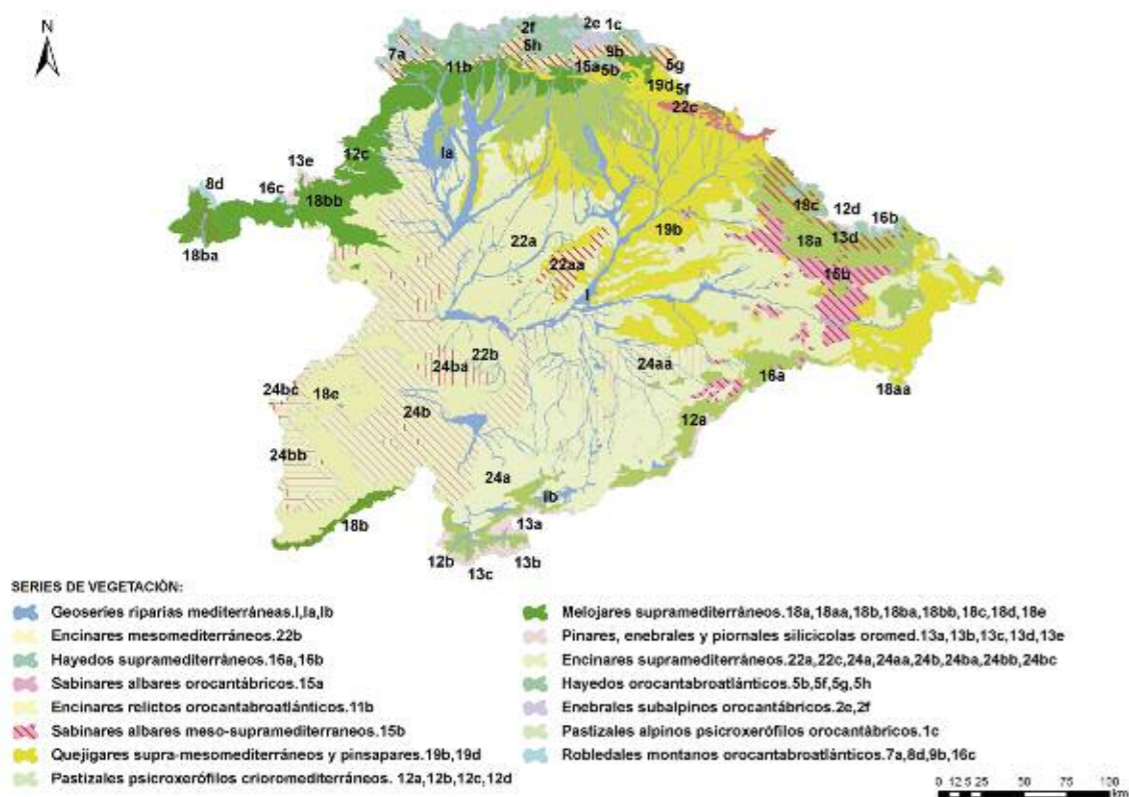 N
2f
2e 1c
7a
5h
9b
11b
15a
5b
5g
19d
5f
22c
Ia
12c
13e
8d
16c
18bb
18ba
18c
12d
16b
18a
13d
15b
22a
19b
22aa
I
22b
24ba
24aa
16a
18aa
24bc
18e
24b
12a
24bb
24a
Ib
18b
13a
12b
13b
13c
SERIES DE VEGETACIÓN:
Geoseries riparias mediterráneas.I,Ia,Ib
Encinares mesomediterráneos.22b
Hayedos supramediterráneos.16a,16b
Sabinares albares orocantábricos.15a
Encinares relictos orocantabroatlánticos.11b
Sabinares albares meso-supramediterraneos.15b
Quejigares supra-mesomediterráneos y pinsapares.19b,19d
Pastizales psicroxerófilos crioromediterráneos. 12a,12b,12c,12d
Melojares supramediterráneos.18a,18aa,18b,18ba,18bb,18c,18d,18e
Pinares, enebrales y piornales silicicolas oromed.13a,13b,13c,13d,13e
Encinares supramediterráneos.22a,22c,24a,24aa,24b,24ba,24bb,24bc
Hayedos orocantabroatlánticos.5b,5f,5g,5h
Enebrales subalpinos orocantábricos.2e,2f
Pastizales alpinos psicroxerófilos orocantábricos.1c
Robledales montanos orocantabroatlánticos.7a,8d,9b,16c
0 12,5 25 50 75 100
km